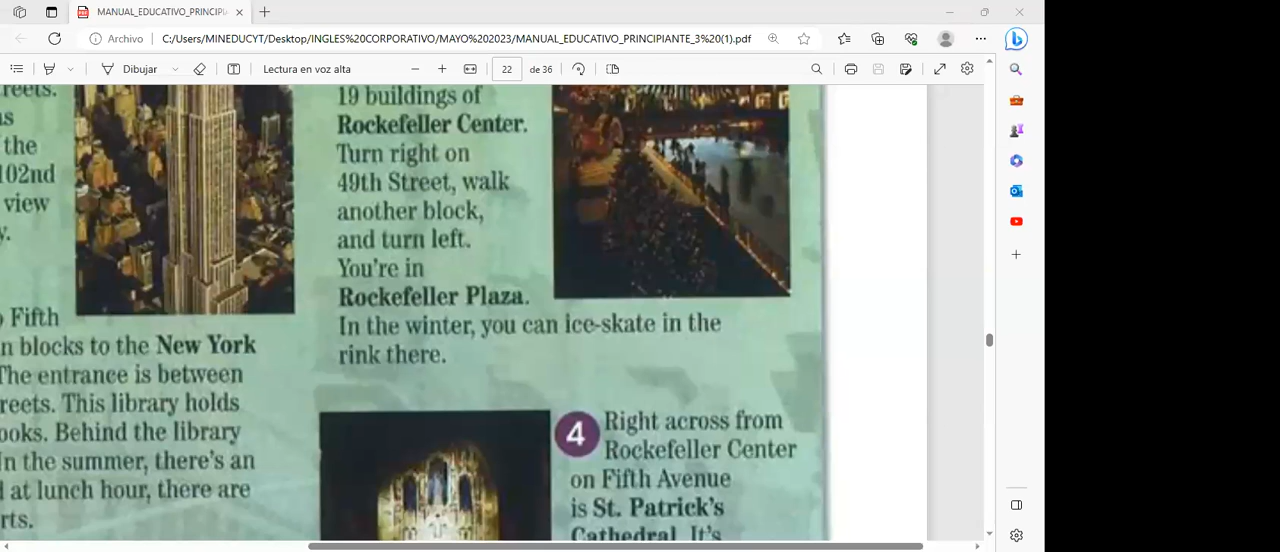 MANUAL_EDUCATIVO_PRINCIPI
Archivo
C:/Users/MINEDUCYT/Desktop/INGLES%20CORPORATIVO/MAYO%202023/MANUAL_EDUCATIVO_PRINCIPIANTE_3%20(1).pdf
Dibujar
Lectura en voz alta
22
de 36
reets.
as
the
102nd
view
y.
o Fifth
n blocks to the New York
The entrance is between
reets. This library holds
ooks. Behind the library
In the summer, there's an
d at lunch hour, there are
rts.
19 buildings of
Rockefeller Center.
Turn right on
49th Street, walk
another block,
and turn left.
You're in
Rockefeller Plaza.
In the winter, you can ice-skate in the
rink there.
4 Right across from
Rockefeller Center
on Fifth Avenue
is St. Patrick's
Cathedral. It's